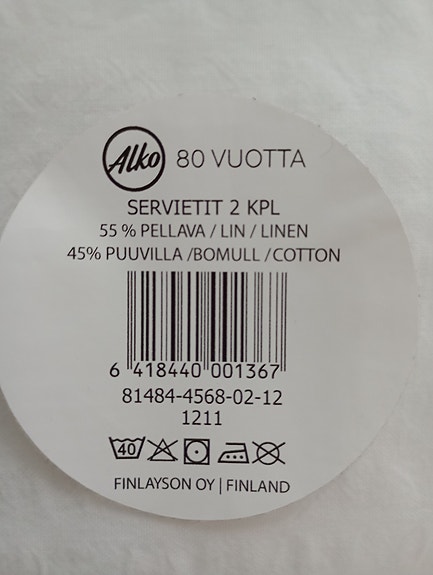 Alko 80 VUOTTA
SERVIETIT 2 KPL
55 % PELLAVA / LIN / LINEN
45% PUUVILLA /BOMULL /COTTON
6 418440 001367
81484-4568-02-12
1211
40
FINLAYSON OY | FINLAND